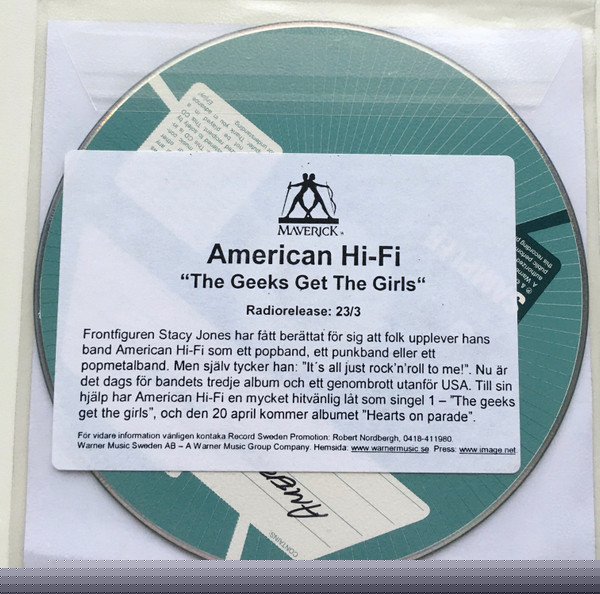 MAVERICK
American Hi-Fi
“The Geeks Get The Girls“
Radiorelease: 23/3
Frontfiguren Stacy Jones har fått berättat för sig att folk upplever hans
band American Hi-Fi som ett popband, ett punkband eller ett
popmetalband. Men själv tycker han: ”It´s all just rock’n’roll to me!”. Nu är
det dags för bandets tredje album och ett genombrott utanför USA. Till sin
hjälp har American Hi-Fi en mycket hitvänlig låt som singel 1 – ”The geeks
get the girls”, och den 20 april kommer albumet ”Hearts on parade”.
För vidare information vänligen kontaka Record Sweden Promotion: Robert Nordbergh, 0418-411980.
Warner Music Sweden AB – A Warner Music Group Company. Hemsida: www.warnermusic.se Press: www.image.net
CONTAINS: